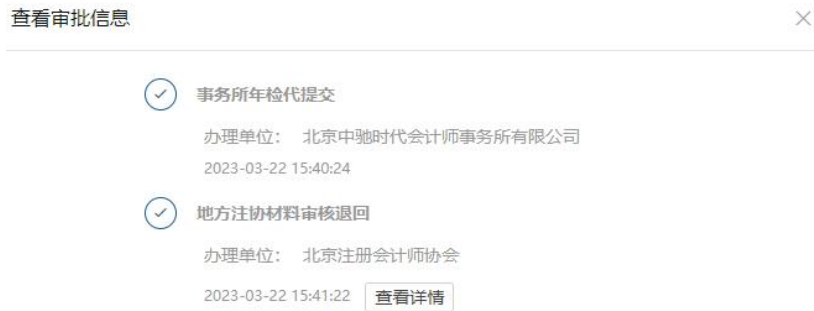 查看审批信息
事务所年检代提交
办理单位： 北京中驰时代会计师事务所有限公司
2023-03-22 15:40:24
地方注协材料审核退回
办理单位： 北京注册会计师协会
2023-03-22 15:41:22 查看详情